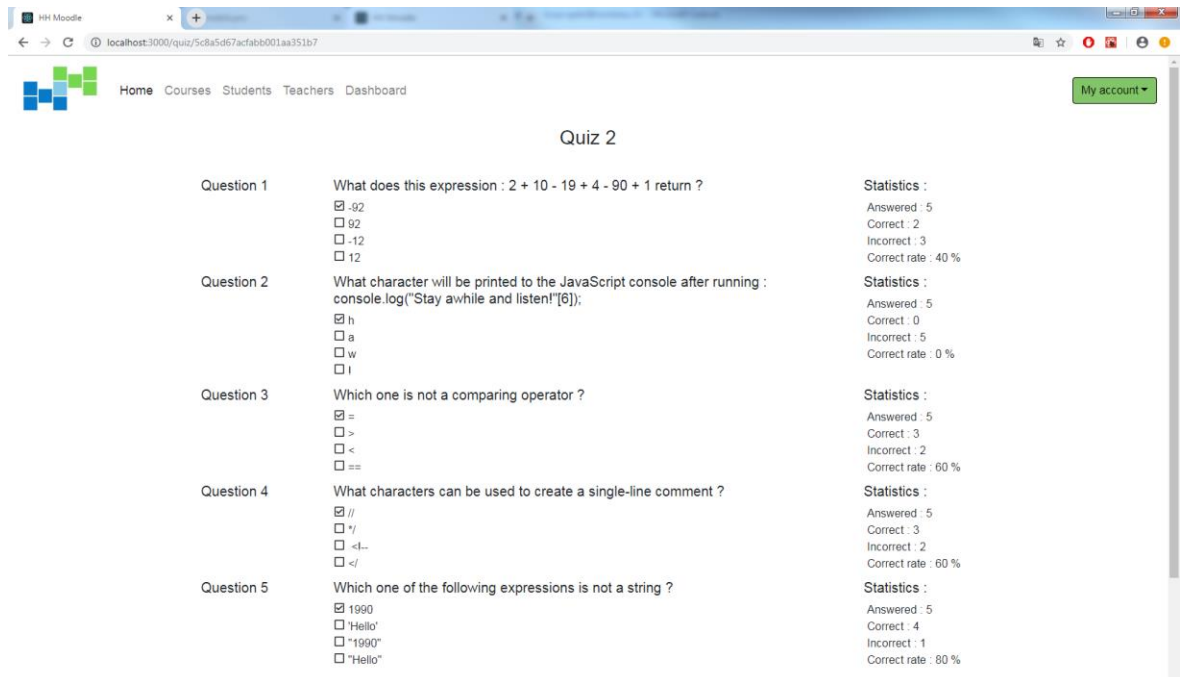 HH Moodle
localhost:3000/quiz/5c8a5d67acfabb001aa351b7
Home Courses Students Teachers Dashboard
My account
Quiz 2
Question 1
What does this expression : 2 + 10 - 19 + 4 - 90 + 1 return ?
-92
92
-12
12
Statistics :
Answered : 5
Correct : 2
Incorrect : 3
Correct rate : 40 %
Question 2
What character will be printed to the JavaScript console after running :
console.log("Stay awhile and listen!"[6]);
h
a
w
l
Statistics :
Answered : 5
Correct : 0
Incorrect : 5
Correct rate : 0 %
Question 3
Which one is not a comparing operator ?
=
>
<
==
Statistics :
Answered : 5
Correct : 3
Incorrect : 2
Correct rate : 60 %
Question 4
What characters can be used to create a single-line comment ?
//
*/
<!--
</
Statistics :
Answered : 5
Correct : 3
Incorrect : 2
Correct rate : 60 %
Question 5
Which one of the following expressions is not a string ?
1990
'Hello'
"1990"
"Hello"
Statistics :
Answered : 5
Correct : 4
Incorrect : 1
Correct rate : 80 %